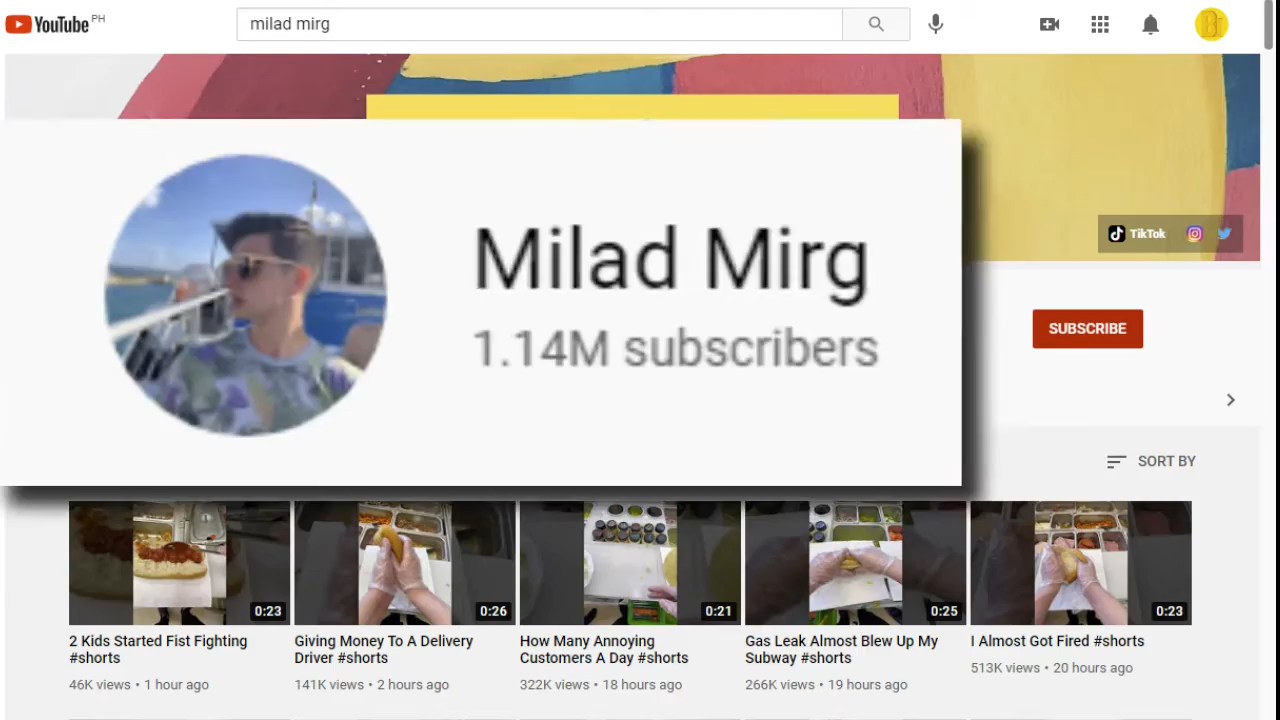 YouTube PH
milad mirg
TikTok
Milad Mirg
1.14M subscribers
SUBSCRIBE
SORT BY
0:23
0:26
0:21
0:25
0:23
2 Kids Started Fist Fighting
#shorts
46K views • 1 hour ago
Giving Money To A Delivery
Driver #shorts
141K views • 2 hours ago
How Many Annoying
Customers A Day #shorts
322K views • 18 hours ago
Gas Leak Almost Blew Up My
Subway #shorts
266K views • 19 hours ago
I Almost Got Fired #shorts
513K views • 20 hours ago